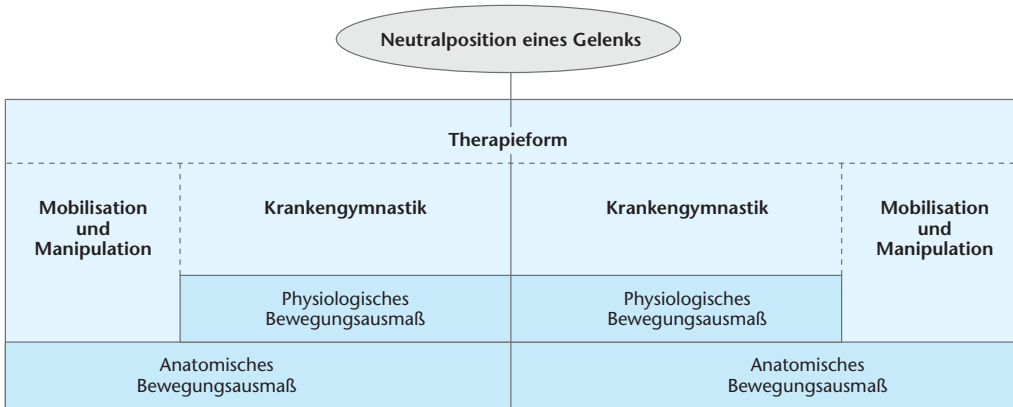 Neutralposition eines Gelenks
Therapieform
Mobilisation
und
Manipulation
Krankengymnastik
Krankengymnastik
Mobilisation
und
Manipulation
Physiologisches
Bewegungsausmaß
Physiologisches
Bewegungsausmaß
Anatomisches
Bewegungsausmaß
Anatomisches
Bewegungsausmaß